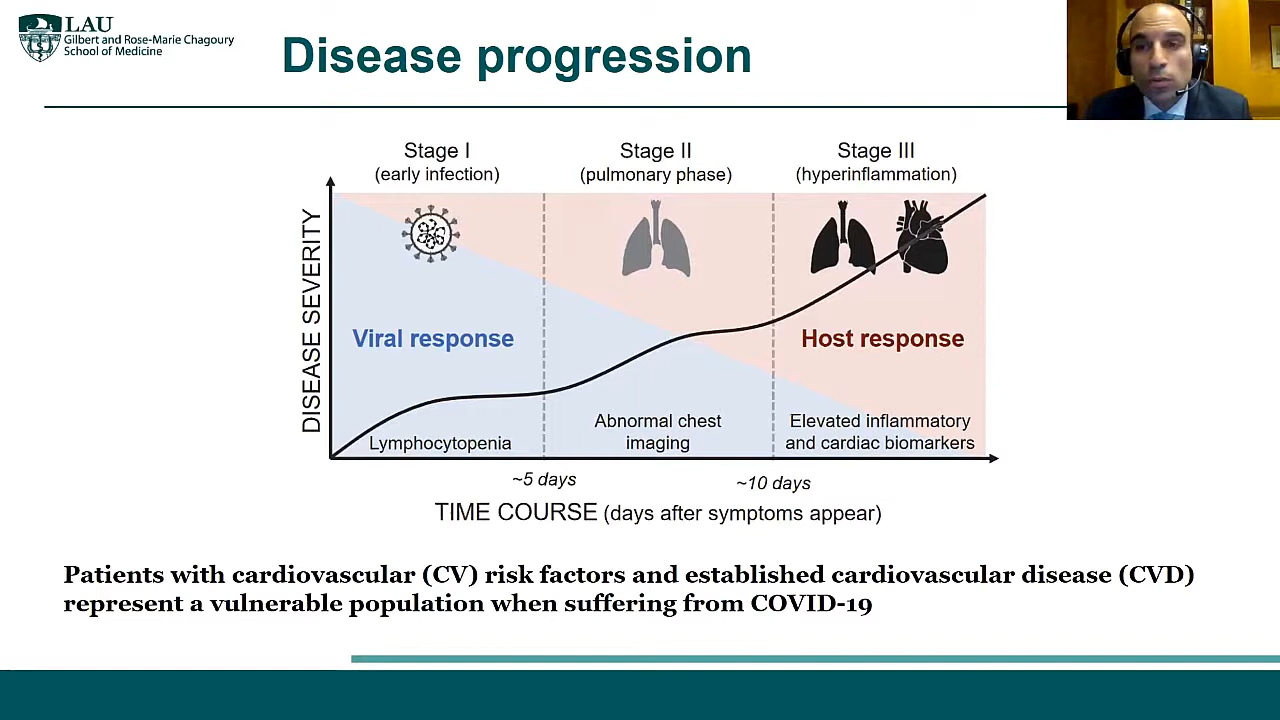 LAU
Gilbert and Rose-Marie Chagoury
School of Medicine
Disease progression
Stage I
(early infection)
Stage II
(pulmonary phase)
Stage III
(hyperinflammation)
DISEASE SEVERITY
Viral response
Host response
Lymphocytopenia
Abnormal chest
imaging
Elevated inflammatory
and cardiac biomarkers
~5 days
~10 days
TIME COURSE (days after symptoms appear)
Patients with cardiovascular (CV) risk factors and established cardiovascular disease (CVD)
represent a vulnerable population when suffering from COVID-19